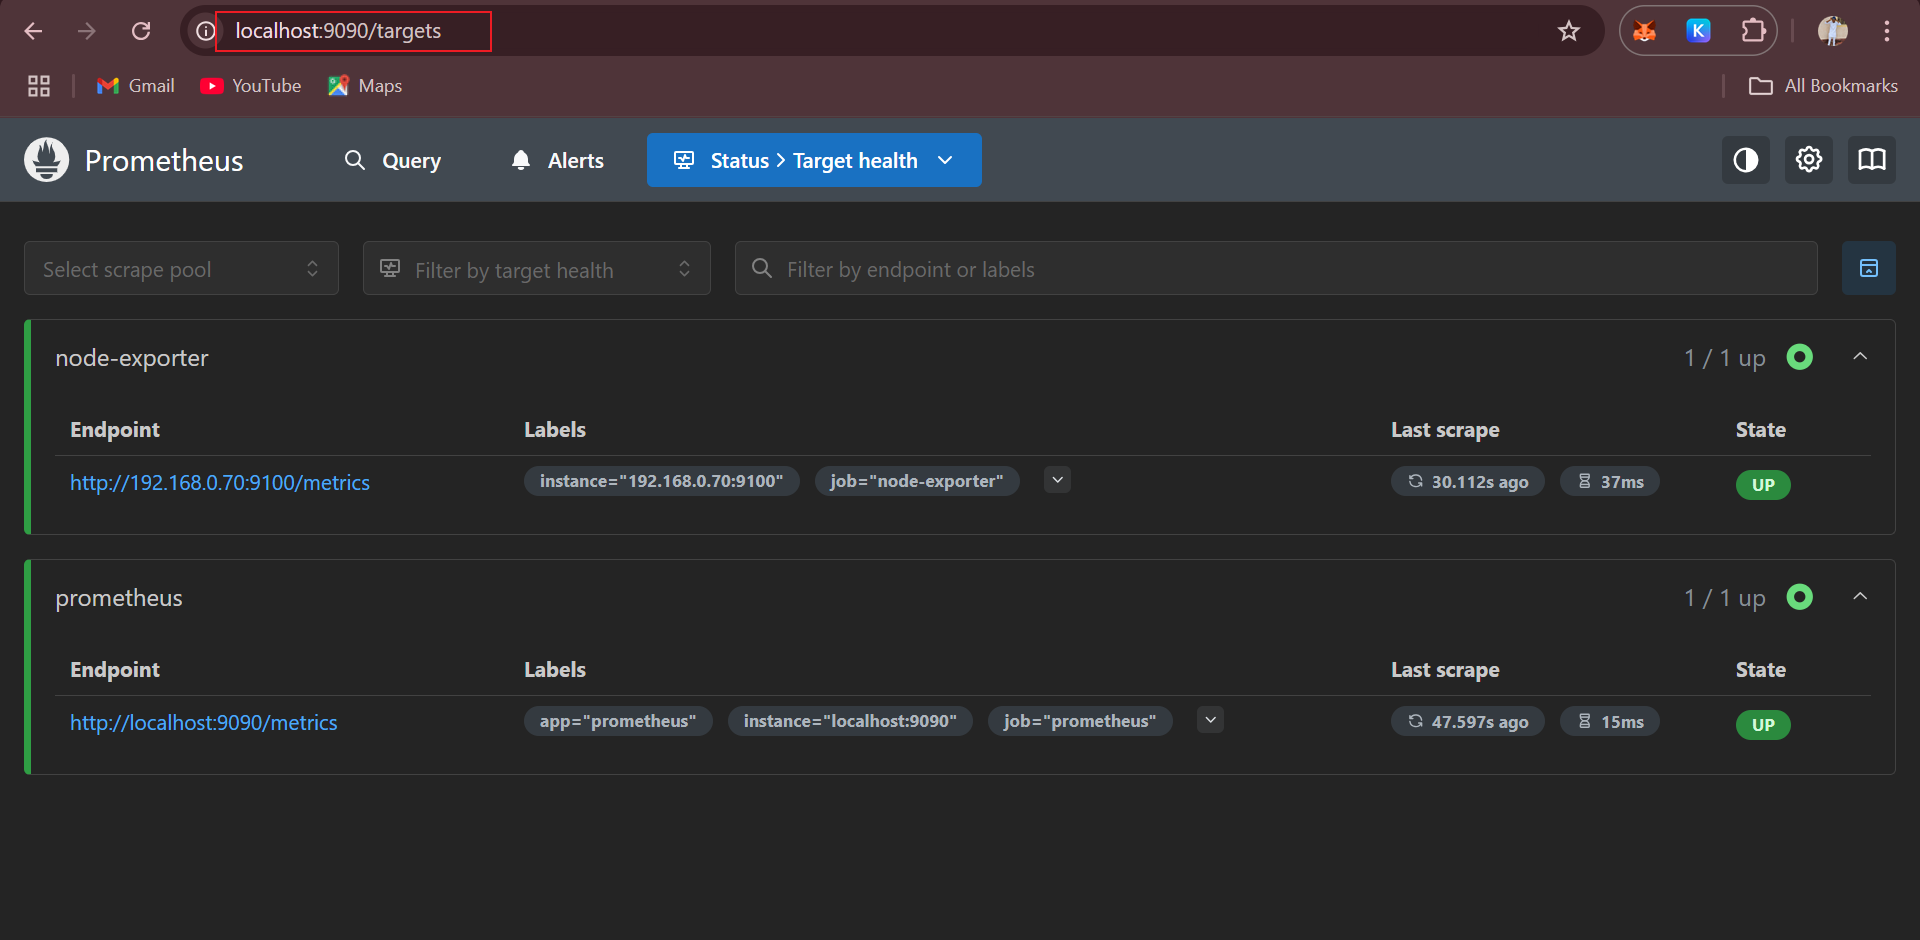 localhost:9090/targets
K
Gmail
YouTube
Maps
All Bookmarks
Prometheus
Query
Alerts
Status > Target health
Select scrape pool
Filter by target health
Filter by endpoint or labels
node-exporter
1 / 1 up
Endpoint
Labels
Last scrape
State
http://192.168.0.70:9100/metrics
instance="192.168.0.70:9100"
job="node-exporter"
30.112s ago
37ms
UP
prometheus
1 / 1 up
Endpoint
Labels
Last scrape
State
http://localhost:9090/metrics
app="prometheus"
instance="localhost:9090"
job="prometheus"
47.597s ago
15ms
UP